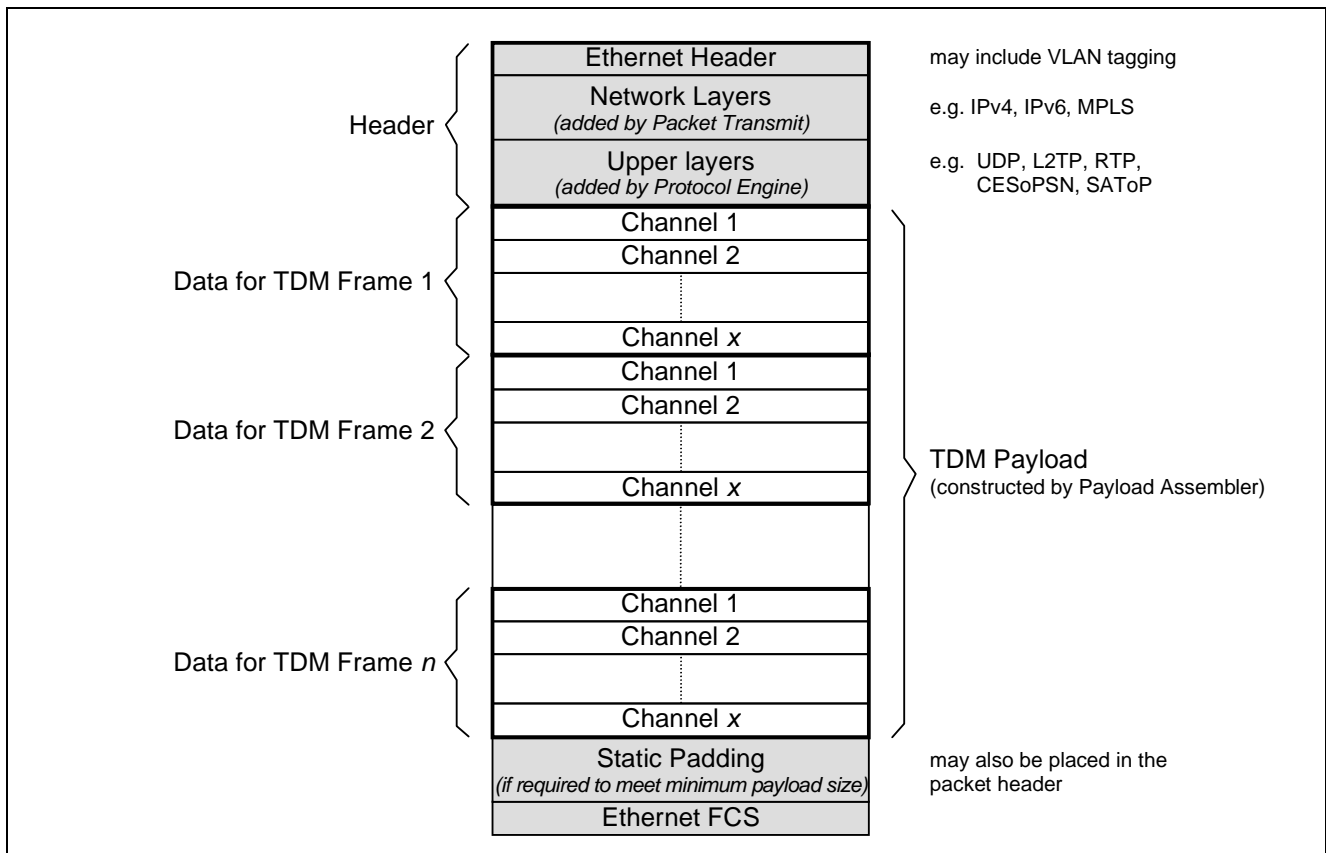 Ethernet Header
may include VLAN tagging
Header
Network Layers
(added by Packet Transmit)
e.g. IPv4, IPv6, MPLS
Upper layers
(added by Protocol Engine)
e.g. UDP, L2TP, RTP,
CESoPSN, SAToP
Data for TDM Frame 1
Channel 1
Channel 2
Channel x
Data for TDM Frame 2
Channel 1
Channel 2
Channel x
TDM Payload
(constructed by Payload Assembler)
Data for TDM Frame n
Channel 1
Channel 2
Channel x
Static Padding
(if required to meet minimum payload size)
may also be placed in the
packet header
Ethernet FCS